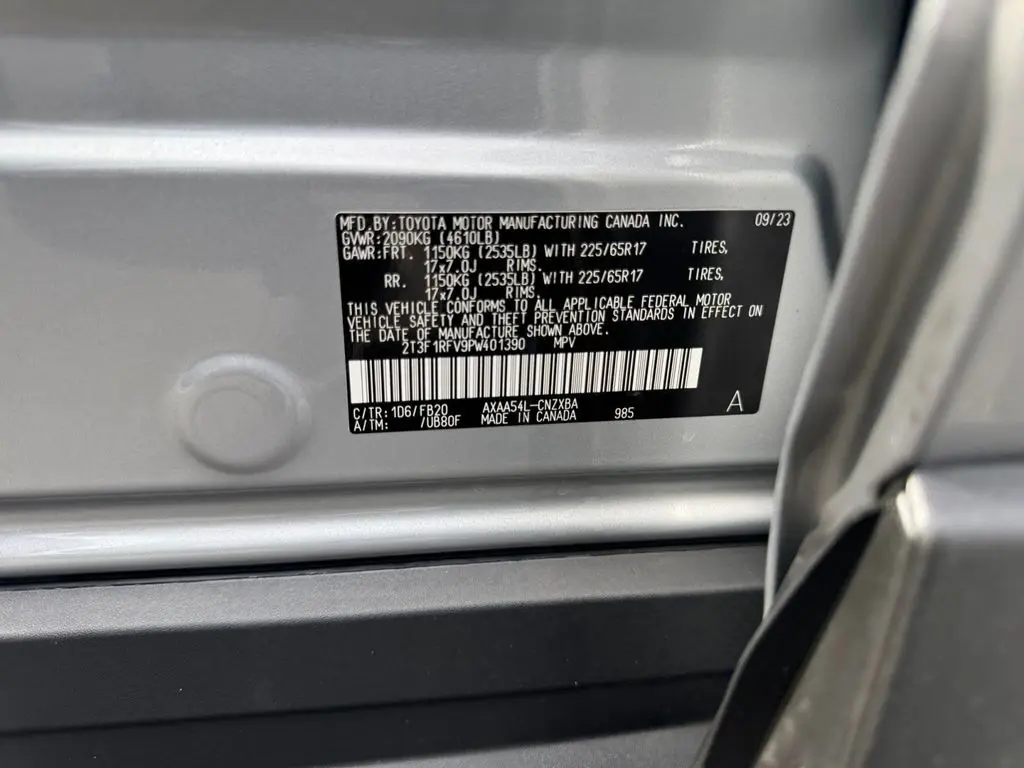 MFD.BY:TOYOTA MOTOR MANUFACTURING CANADA INC. 09/23
GVWR:2090KG (4610LB)
GAWR:FRT. 1150KG (2535LB) WITH 225/65R17 TIRES,
17x7.0J RIMS.
RR. 1150KG (2535LB) WITH 225/65R17 TIRES,
17x7.0J RIMS.
THIS VEHICLE CONFORMS TO ALL APPLICABLE FEDERAL MOTOR
VEHICLE SAFETY AND THEFT PREVENTION STANDARDS IN EFFECT ON
THE DATE OF MANUFACTURE SHOWN ABOVE.
2T3F1RFV9PW401390 MPV
C/TR:1D6/FB20 AXAA54L-CNZXBA A
A/TM: /UB80F MADE IN CANADA 985